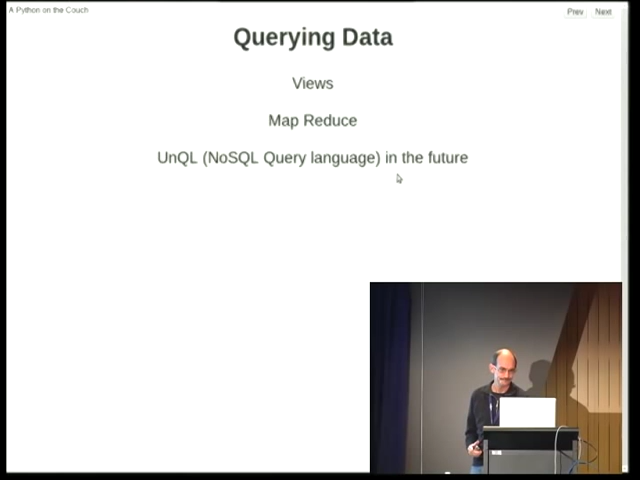 A Python on the Couch
Prev Next
Querying Data
Views
Map Reduce
UnQL (NoSQL Query language) in the future